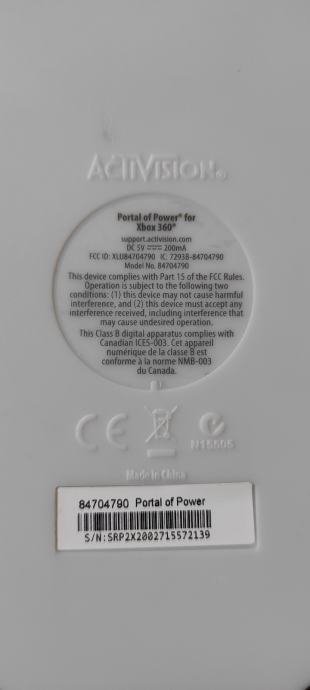 ACTIVISION®
Portal of Power® for
Xbox 360®
support.activision.com
DC 5V ⎓ 200mA
FCC ID: XLU84704790 IC: 7293B-84704790
Model No. 84704790
This device complies with Part 15 of the FCC Rules.
Operation is subject to the following two
conditions: (1) this device may not cause harmful
interference, and (2) this device must accept any
interference received, including interference that
may cause undesired operation.
This Class B digital apparatus complies with
Canadian ICES-003. Cet appareil
numérique de la classe B est
conforme à la norme NMB-003
du Canada.
CE
N15605
Made in China
84704790 Portal of Power
S/N:SRP2X2002715572139